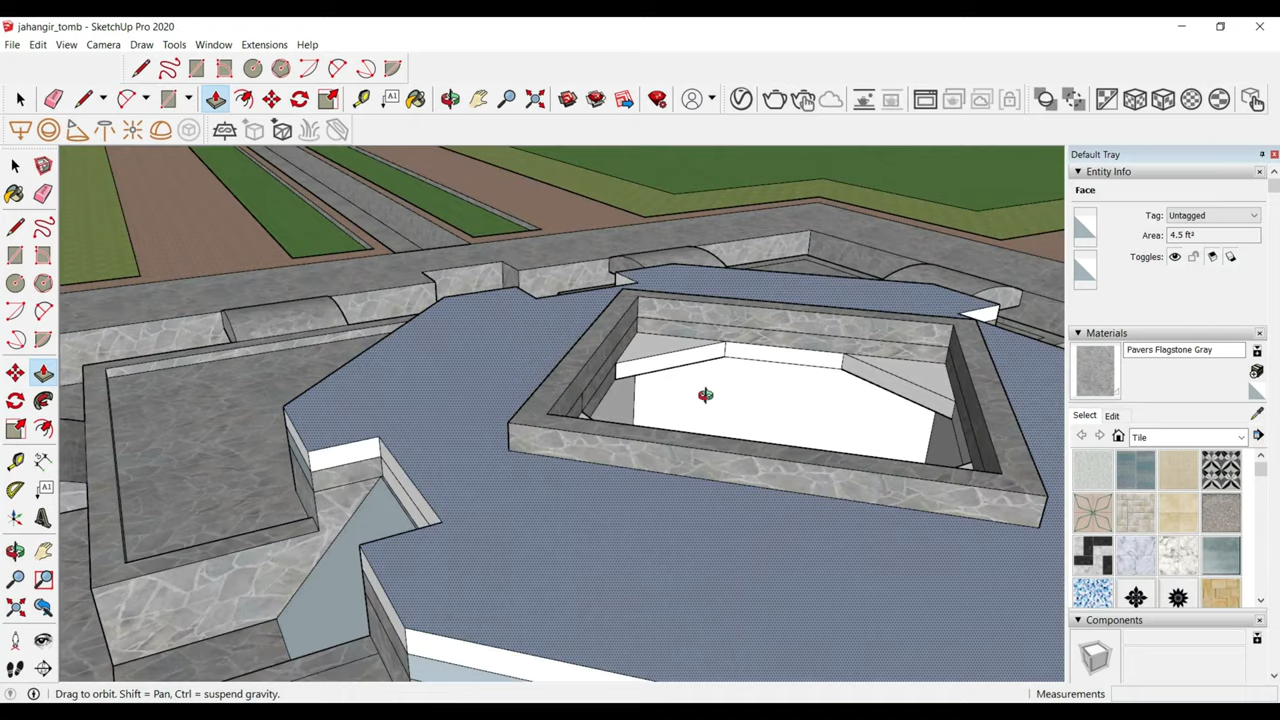 jahangir_tomb - SketchUp Pro 2020
File Edit View Camera Draw Tools Window Extensions Help
A1
Default Tray
Entity Info
Face
Tag: Untagged
Area: 4.5 ft²
Toggles:
Materials
Pavers Flagstone Gray
Select Edit
Tile
A1
Components
Drag to orbit. Shift = Pan, Ctrl = suspend gravity.
Measurements